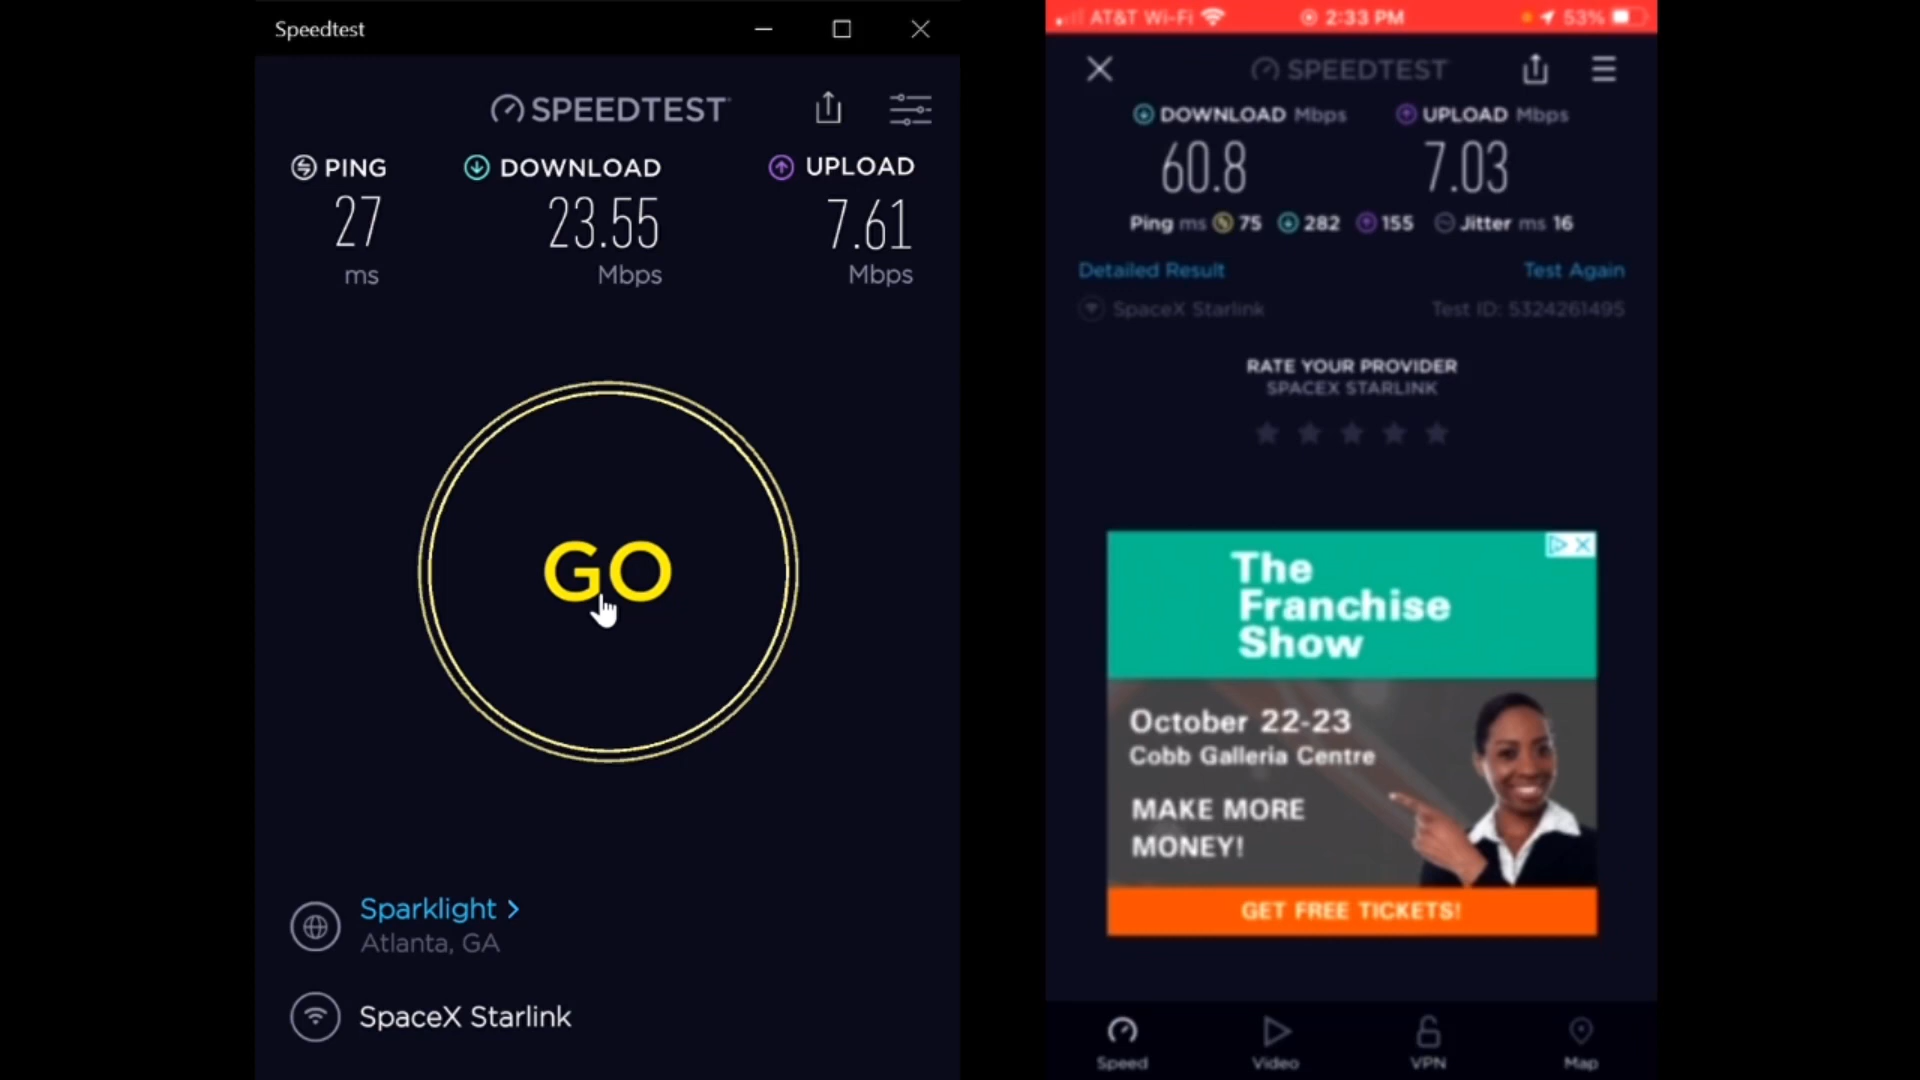 Speedtest
SPEEDTEST
PING
DOWNLOAD
UPLOAD
27
23.55
7.61
ms
Mbps
Mbps
GO
Sparklight >
Atlanta, GA
SpaceX Starlink
AT&T Wi-Fi
2:33 PM
53%
SPEEDTEST
DOWNLOAD Mbps
UPLOAD Mbps
60.8
7.03
Ping ms 75 282 155 Jitter ms 16
Detailed Result
Test Again
SpaceX Starlink
Test ID: 5324261495
RATE YOUR PROVIDER
SPACEX STARLINK
The
Franchise
Show
October 22-23
Cobb Galleria Centre
MAKE MORE
MONEY!
GET FREE TICKETS!
Speed
Video
VPN
Map